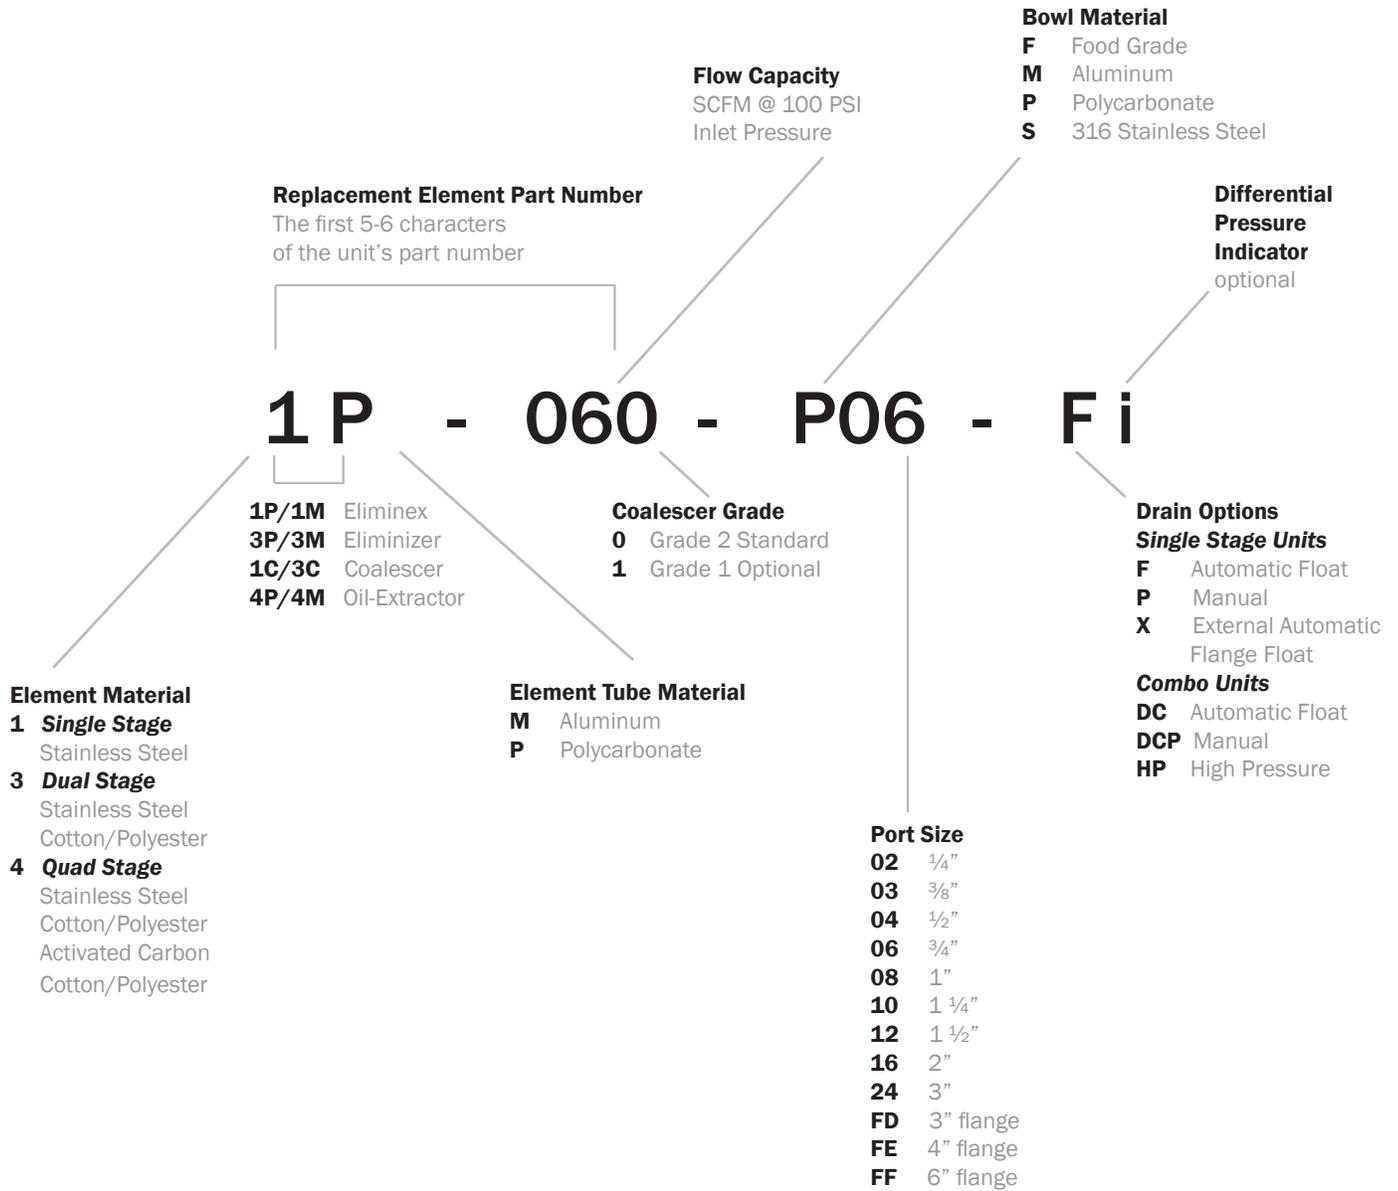 Bowl Material
F Food Grade
M Aluminum
P Polycarbonate
S 316 Stainless Steel
Flow Capacity
SCFM @ 100 PSI
Inlet Pressure
Differential
Pressure
Indicator
optional
Replacement Element Part Number
The first 5-6 characters
of the unit’s part number
1 P - 060 - P06 - F i
1P/1M Eliminex
3P/3M Eliminizer
1C/3C Coalescer
4P/4M Oil-Extractor
Coalescer Grade
0 Grade 2 Standard
1 Grade 1 Optional
Drain Options
Single Stage Units
F Automatic Float
P Manual
X External Automatic
Flange Float
Combo Units
DC Automatic Float
DCP Manual
HP High Pressure
Element Material
1 Single Stage
Stainless Steel
3 Dual Stage
Stainless Steel
Cotton/Polyester
4 Quad Stage
Stainless Steel
Cotton/Polyester
Activated Carbon
Cotton/Polyester
Element Tube Material
M Aluminum
P Polycarbonate
Port Size
02 ¼”
03 ⅜”
04 ½”
06 ¾”
08 1”
10 1 ¼”
12 1 ½”
16 2”
24 3”
FD 3” flange
FE 4” flange
FF 6” flange